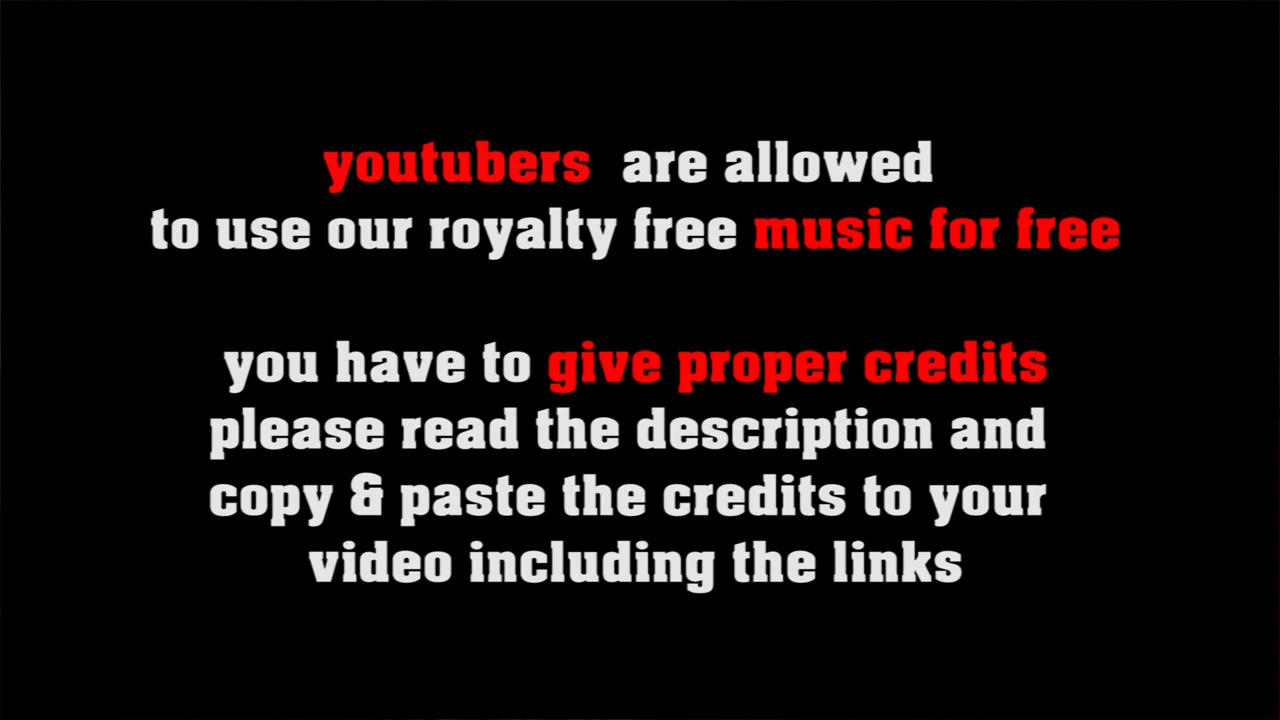 youtubers are allowed
to use our royalty free music for free
you have to give proper credits
please read the description and
copy & paste the credits to your
video including the links